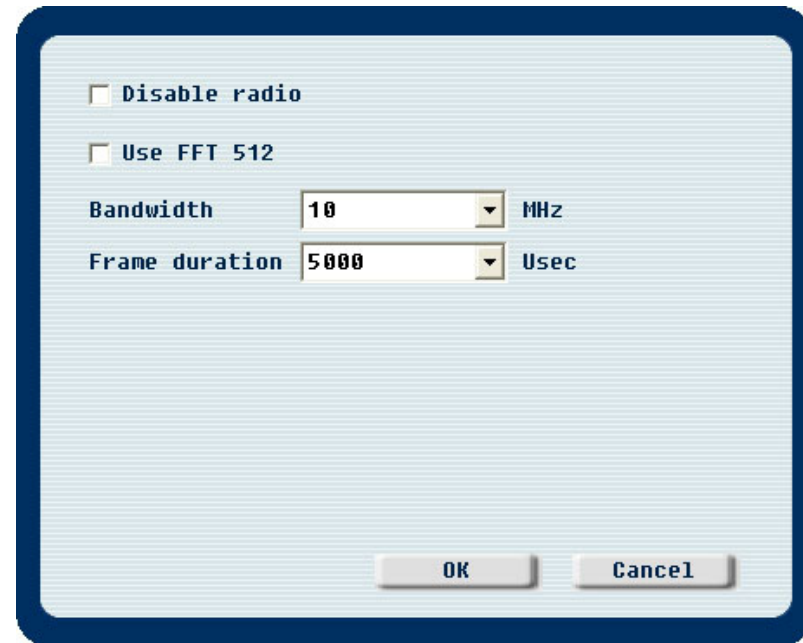 Disable radio
Use FFT 512
Bandwidth 10 MHz
Frame duration 5000 Usec
OK Cancel